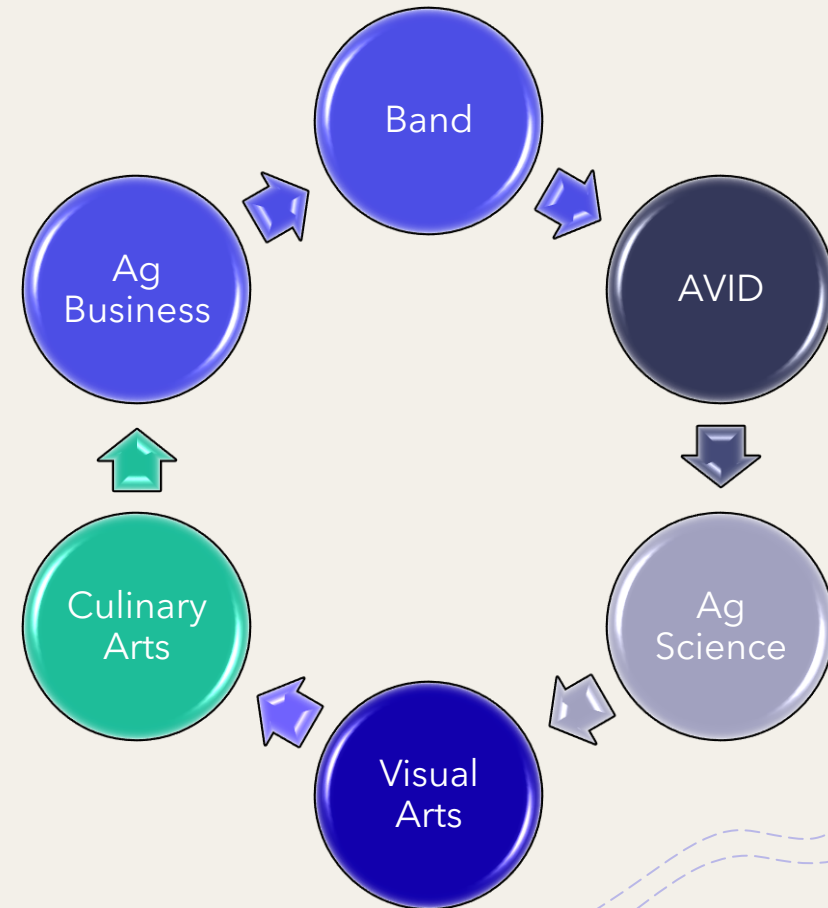 Band
AVID
Ag
Science
Visual
Arts
Culinary
Arts
Ag
Business